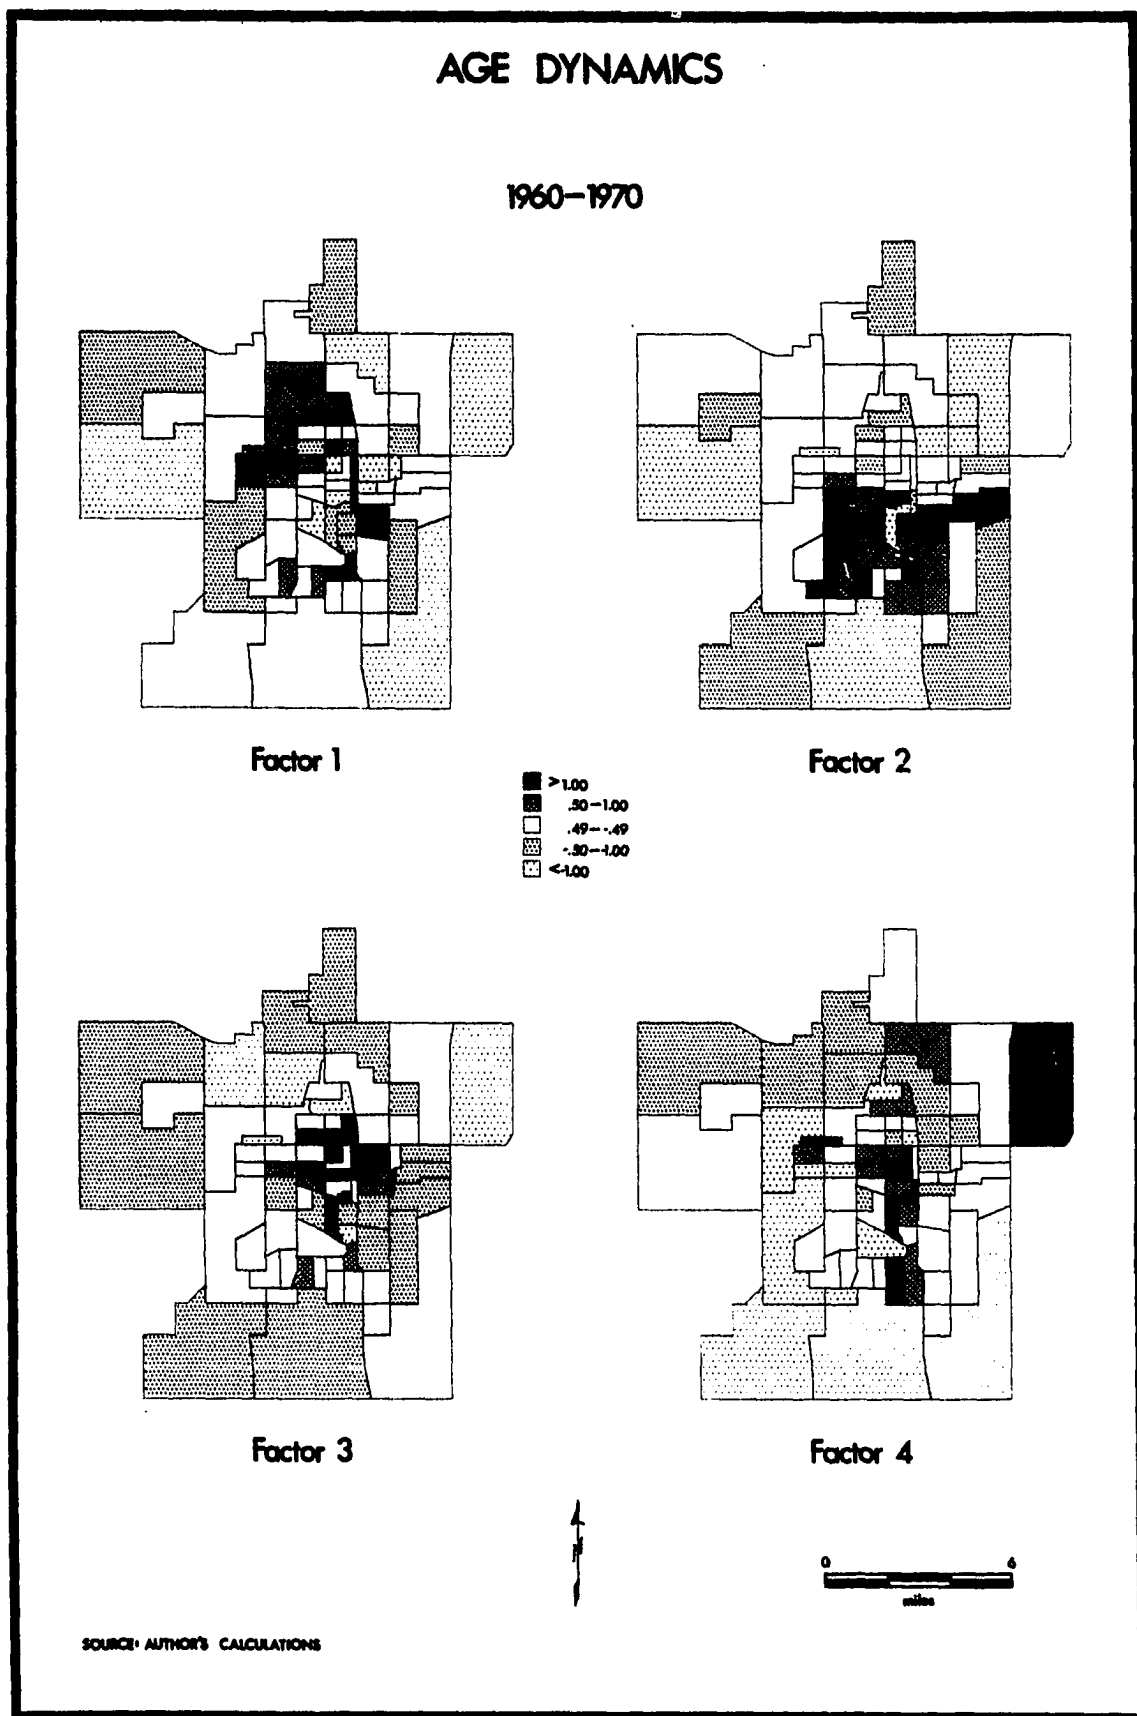 AGE DYNAMICS
1960–1970
Factor 1
Factor 2
>1.00
.50–1.00
.49–-.49
-.50–-1.00
<-1.00
Factor 3
Factor 4
0 6
miles
SOURCE: AUTHOR'S CALCULATIONS